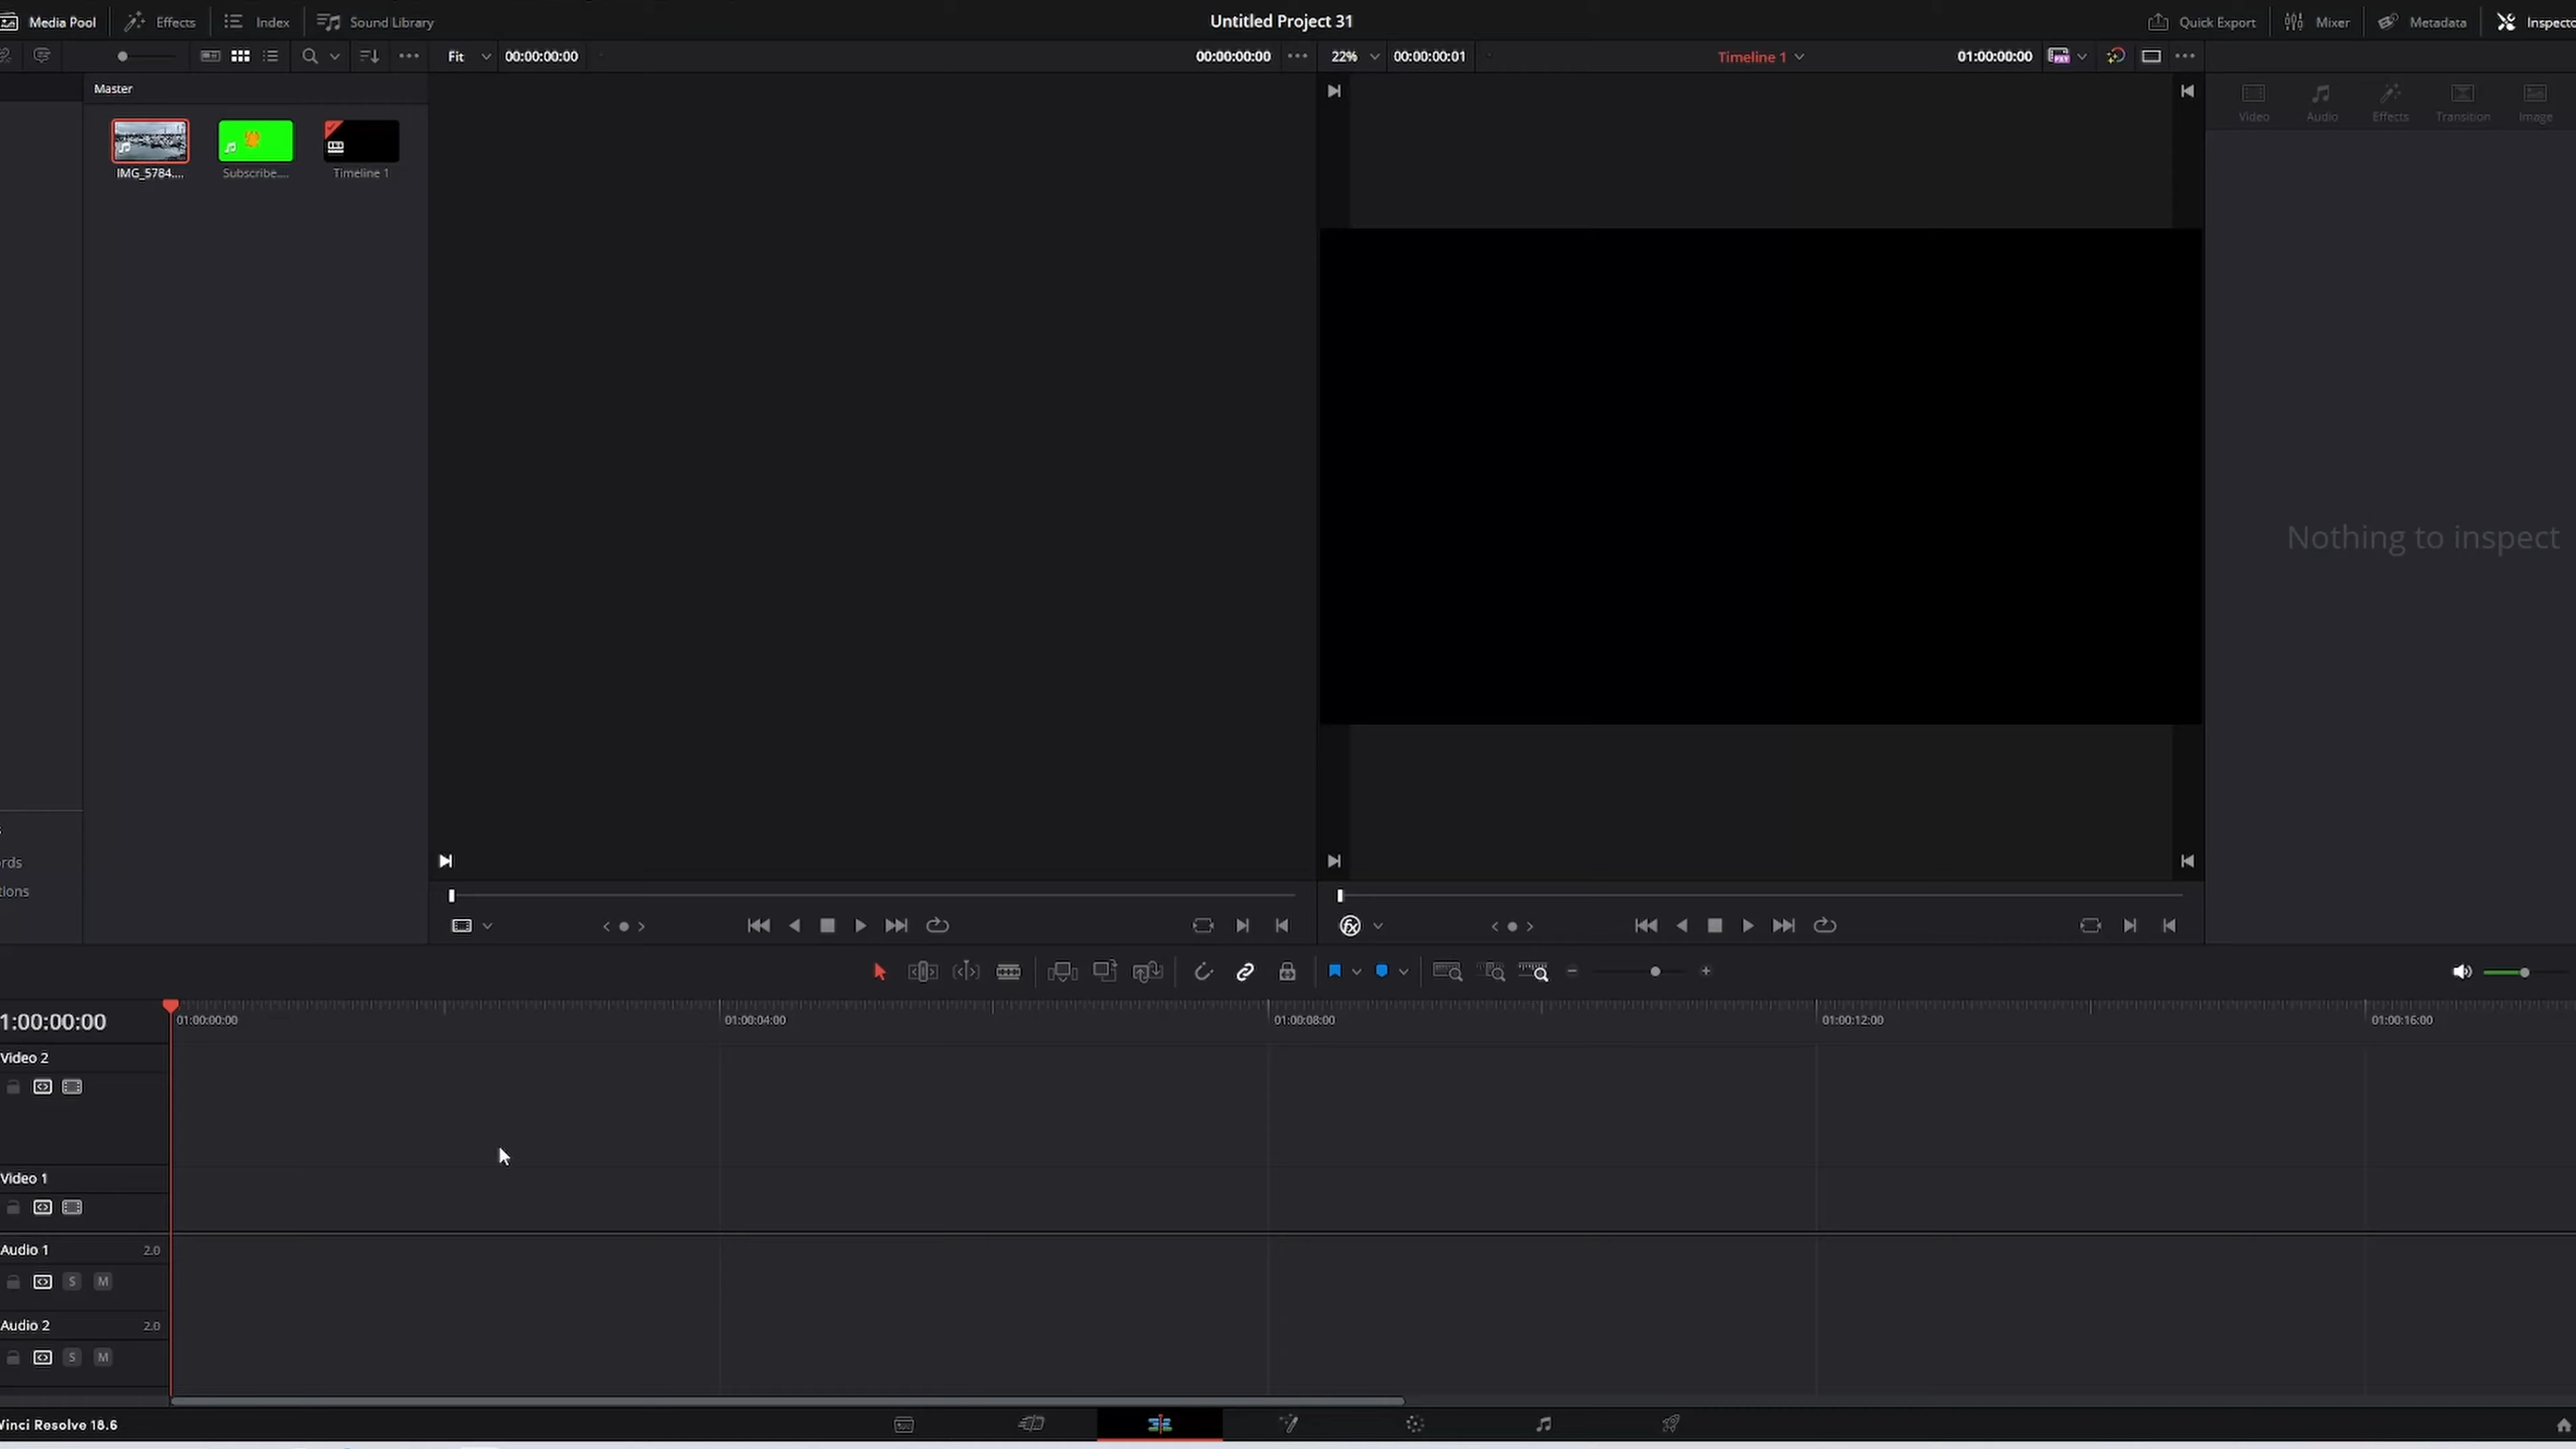 Media Pool Effects Index Sound Library Untitled Project 31 Quick Export Mixer Metadata Inspecto
Fit 00:00:00:00 00:00:00:00 22% 00:00:00:01 Timeline 1 01:00:00:00
Master
Video Audio Effects Transition Image
IMG_5784.... Subscribe.... Timeline 1
Nothing to inspect
s
rds
tions
1:00:00:00 01:00:00:00 01:00:04:00 01:00:08:00 01:00:12:00 01:00:16:00
Video 2
Video 1
Audio 1 2.0
S M
Audio 2 2.0
S M
Vinci Resolve 18.6